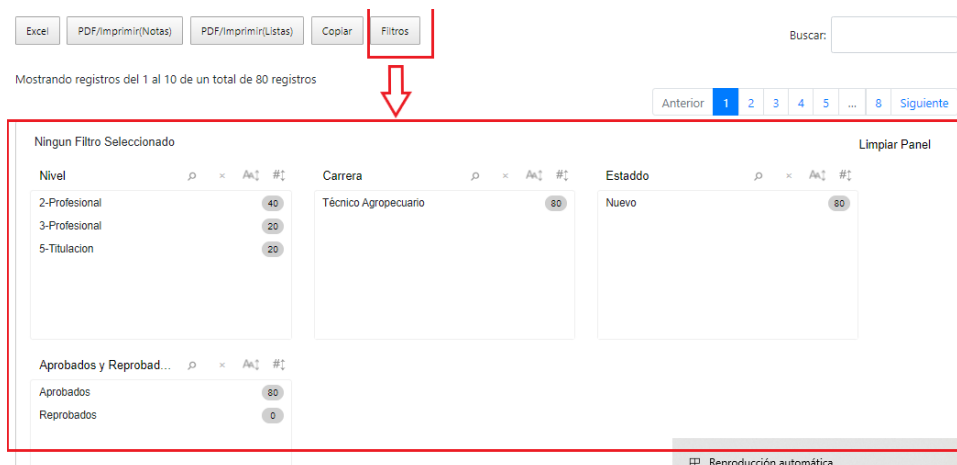 Excel PDF/Imprimir(Notas) PDF/Imprimir(Listas) Copiar Filtros Buscar:
Mostrando registros del 1 al 10 de un total de 80 registros
Anterior 1 2 3 4 5 ... 8 Siguiente
Ningun Filtro Seleccionado Limpiar Panel
Nivel Carrera Estaddo
2-Profesional 40 Tècnico Agropecuario 80 Nuevo 80
3-Profesional 20
5-Titulacion 20
Aprobados y Reprobad...
Aprobados 80
Reprobados 0
Reproducción automática